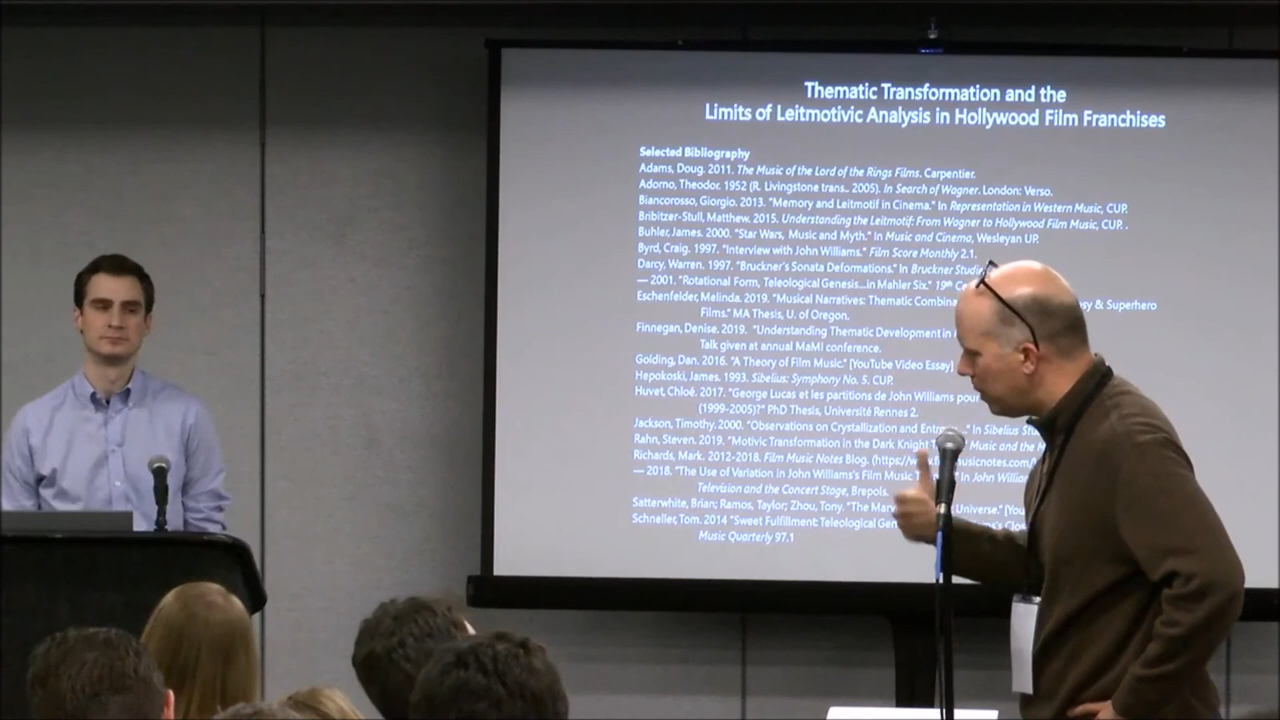 Thematic Transformation and the
Limits of Leitmotivic Analysis in Hollywood Film Franchises
Selected Bibliography
Adams, Doug. 2011. The Music of the Lord of the Rings Films. Carpentier.
Adorno, Theodor. 1952 (R. Livingstone trans.. 2005). In Search of Wagner. London: Verso.
Biancorosso, Giorgio. 2013. "Memory and Leitmotif in Cinema." In Representation in Western Music, CUP.
Bribitzer-Stull, Matthew. 2015. Understanding the Leitmotif: From Wagner to Hollywood Film Music, CUP. .
Buhler, James. 2000. "Star Wars, Music and Myth." In Music and Cinema, Wesleyan UP.
Byrd, Craig. 1997. "Interview with John Williams." Film Score Monthly 2.1.
Darcy, Warren. 1997. "Bruckner's Sonata Deformations." In Bruckner
— 2001. "Rotational Form, Teleological Genesis...in Mahler Six." 19th
Eschenfelder, Melinda. 2019. "Musical Narratives: Thematic & Superhero
Films." MA Thesis, U. of Oregon.
Finnegan, Denise. 2019. "Understanding Thematic Development in
Talk given at annual MaMI conference.
Golding, Dan. 2016. "A Theory of Film Music." [YouTube Video Essay]
Hepokoski, James. 1993. Sibelius: Symphony No. 5. CUP.
Huvet, Chloé. 2017. "George Lucas et les partitions de John Williams pour
(1999-2005)?" PhD Thesis, Université Rennes 2.
Jackson, Timothy. 2000. "Observations on Crystallization and In Sibelius
Rahn, Steven. 2019. "Motivic Transformation in the Dark Knight Music and the
Richards, Mark. 2012-2018. Film Music Notes Blog.
— 2018. "The Use of Variation in John Williams's Film Music In John
Television and the Concert Stage, Brepols.
Satterwhite, Brian; Ramos, Taylor; Zhou, Tony. "The Universe."
Schneller, Tom. 2014 "Sweet Fulfillment: Teleological
Music Quarterly 97.1